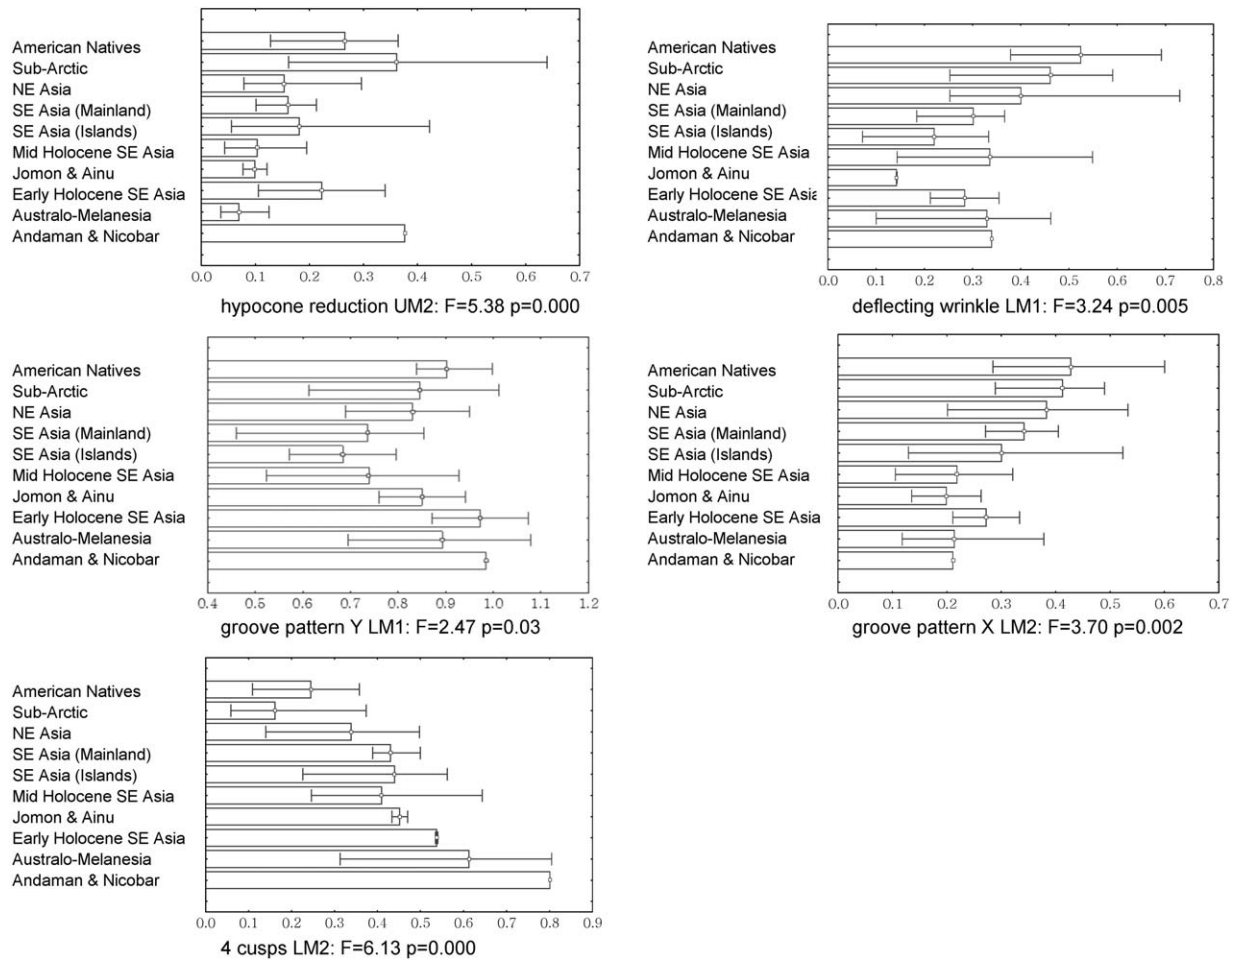 American Natives
Sub-Arctic
NE Asia
SE Asia (Mainland)
SE Asia (Islands)
Mid Holocene SE Asia
Jomon & Ainu
Early Holocene SE Asia
Australo-Melanesia
Andaman & Nicobar
0.0 0.1 0.2 0.3 0.4 0.5 0.6 0.7
hypocone reduction UM2: F=5.38 p=0.000
American Natives
Sub-Arctic
NE Asia
SE Asia (Mainland)
SE Asia (Islands)
Mid Holocene SE Asia
Jomon & Ainu
Early Holocene SE Asia
Australo-Melanesia
Andaman & Nicobar
0.0 0.1 0.2 0.3 0.4 0.5 0.6 0.7 0.8
deflecting wrinkle LM1: F=3.24 p=0.005
American Natives
Sub-Arctic
NE Asia
SE Asia (Mainland)
SE Asia (Islands)
Mid Holocene SE Asia
Jomon & Ainu
Early Holocene SE Asia
Australo-Melanesia
Andaman & Nicobar
0.4 0.5 0.6 0.7 0.8 0.9 1.0 1.1 1.2
groove pattern Y LM1: F=2.47 p=0.03
American Natives
Sub-Arctic
NE Asia
SE Asia (Mainland)
SE Asia (Islands)
Mid Holocene SE Asia
Jomon & Ainu
Early Holocene SE Asia
Australo-Melanesia
Andaman & Nicobar
0.0 0.1 0.2 0.3 0.4 0.5 0.6 0.7
groove pattern X LM2: F=3.70 p=0.002
American Natives
Sub-Arctic
NE Asia
SE Asia (Mainland)
SE Asia (Islands)
Mid Holocene SE Asia
Jomon & Ainu
Early Holocene SE Asia
Australo-Melanesia
Andaman & Nicobar
0.0 0.1 0.2 0.3 0.4 0.5 0.6 0.7 0.8 0.9
4 cusps LM2: F=6.13 p=0.000